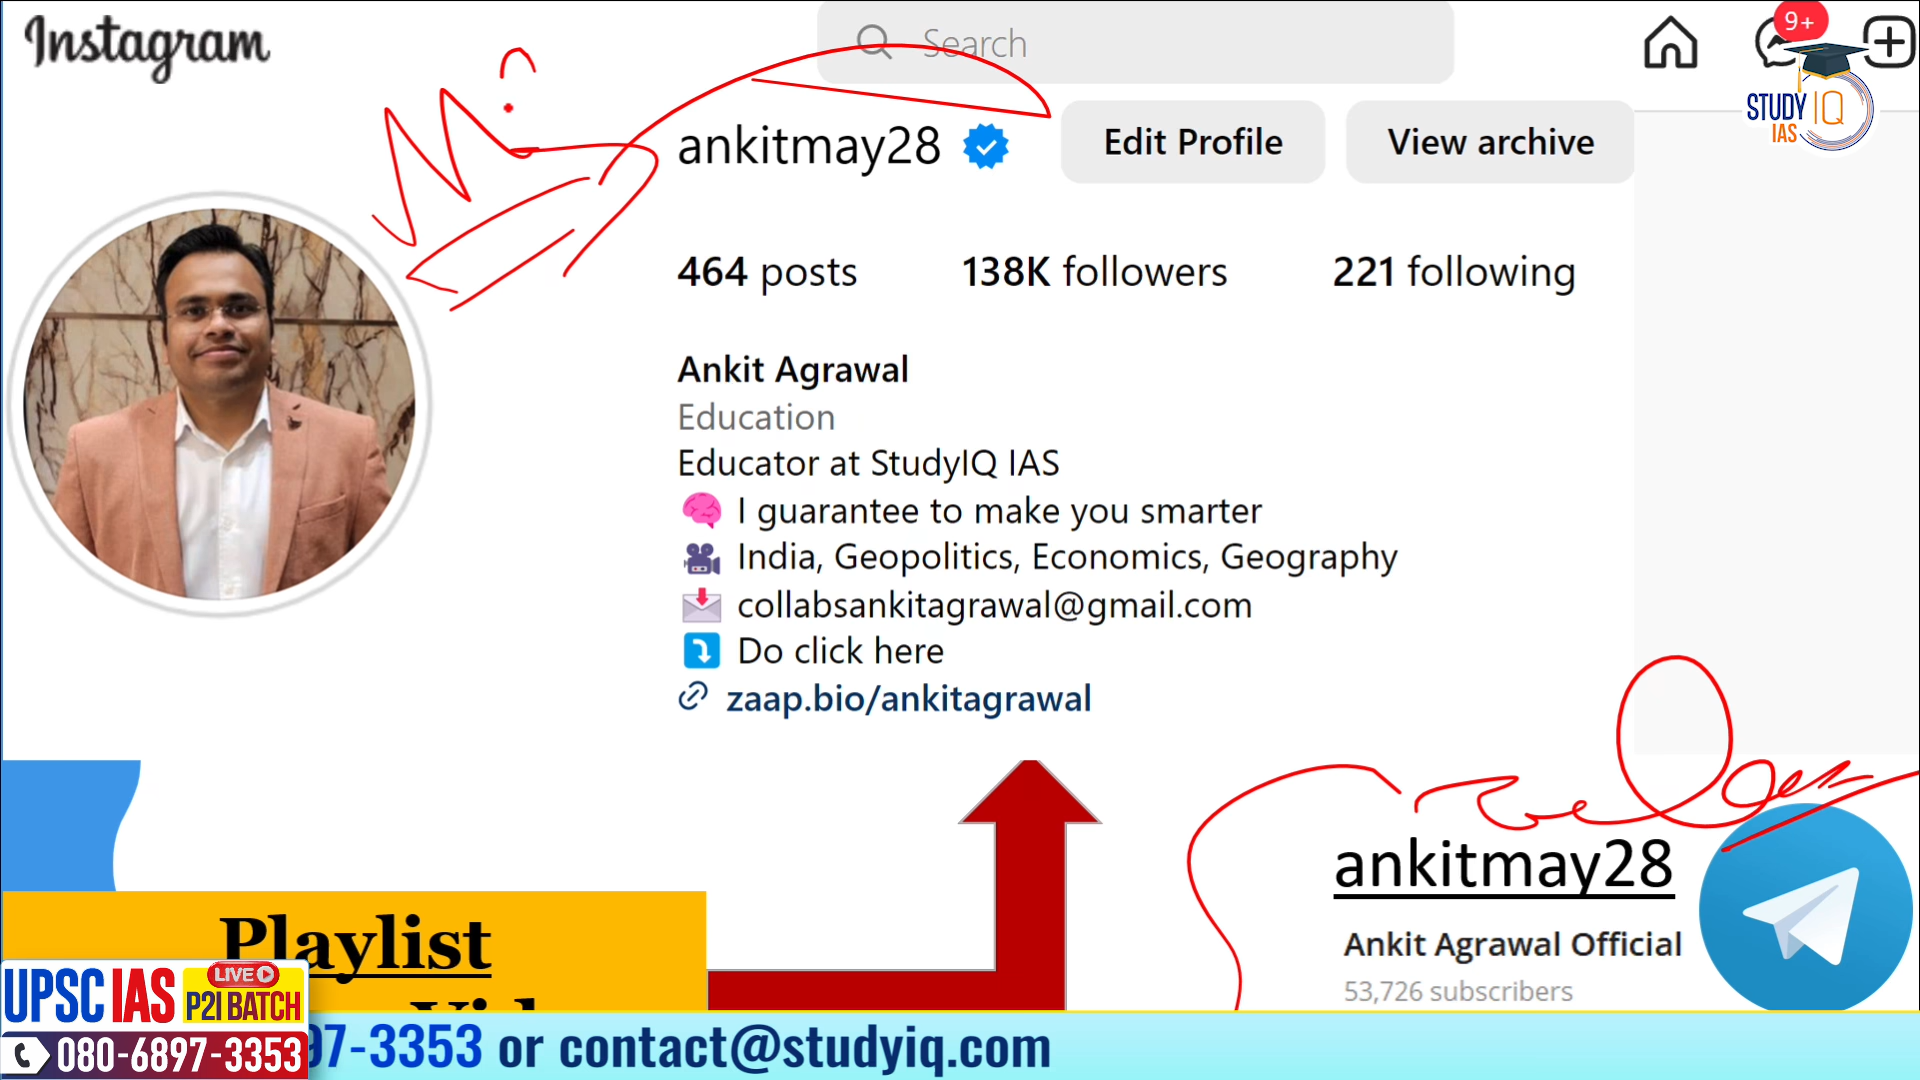 Instagram
Search
9+
STUDY IQ
IAS
ankitmay28
Edit Profile
View archive
464 posts
138K followers
221 following
Ankit Agrawal
Education
Educator at StudyIQ IAS
I guarantee to make you smarter
India, Geopolitics, Economics, Geography
collabsankitagrawal@gmail.com
Do click here
zaap.bio/ankitagrawal
ankitmay28
Ankit Agrawal Official
53,726 subscribers
Playlist
UPSC IAS
LIVE
P2I BATCH
080-6897-3353
97-3353 or contact@studyiq.com